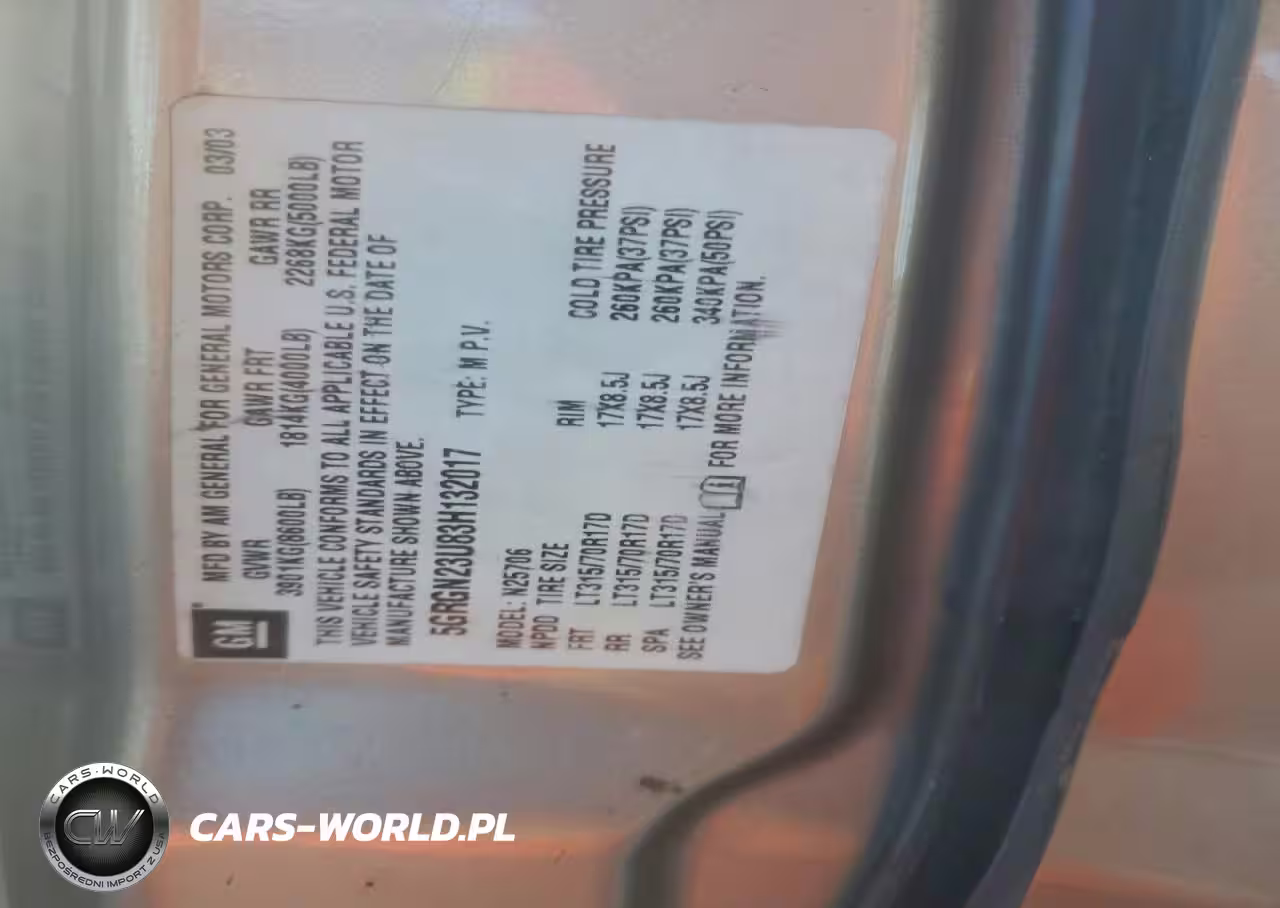 MFD BY AM GENERAL FOR GENERAL MOTORS CORP. 03/03
GVWR GAWR FRT GAWR RR
3901KG(8600LB) 1814KG(4000LB) 2268KG(5000LB)
THIS VEHICLE CONFORMS TO ALL APPLICABLE U.S. FEDERAL MOTOR
VEHICLE SAFETY STANDARDS IN EFFECT ON THE DATE OF
MANUFACTURE SHOWN ABOVE.
5GRGN23U83H132017 TYPE: M.P.V.
MODEL: N25706
NPDD TIRE SIZE RIM COLD TIRE PRESSURE
FRT LT315/70R17D 17X8.5J 260KPA(37PSI)
RR LT315/70R17D 17X8.5J 260KPA(37PSI)
SPA LT315/70R17D 17X8.5J 340KPA(50PSI)
SEE OWNER'S MANUAL FOR MORE INFORMATION.
GM
CARS-WORLD
CW
BEZPOŚREDNI IMPORT Z USA
CARS-WORLD.PL